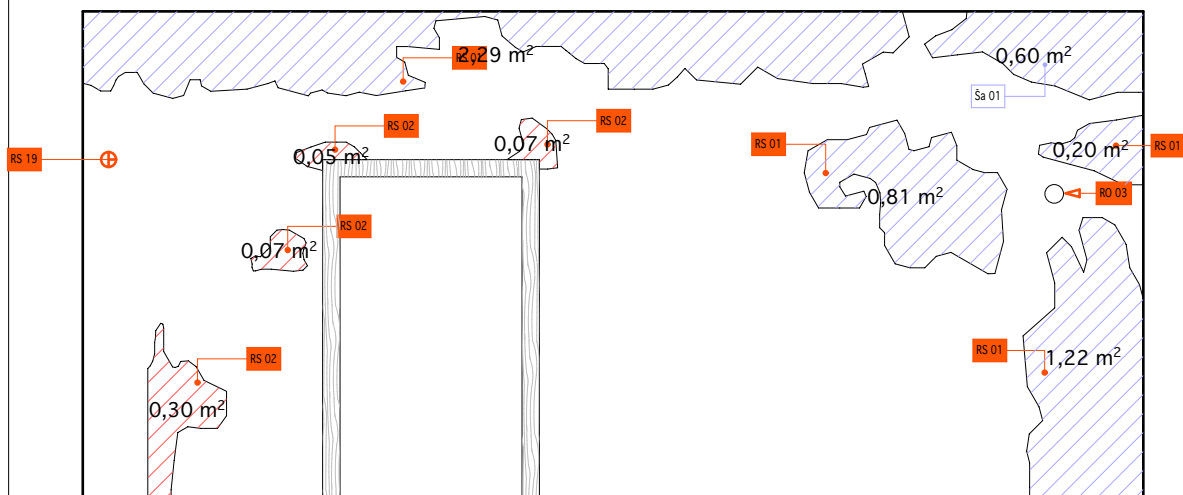 2,29 m²
0,60 m²
Ša 01
RS 02
RS 02
RS 19
0,05 m²
0,07 m²
RS 01
0,20 m²
RS 01
RO 03
0,81 m²
RS 02
0,07 m²
RS 02
RS 01
1,22 m²
0,30 m²